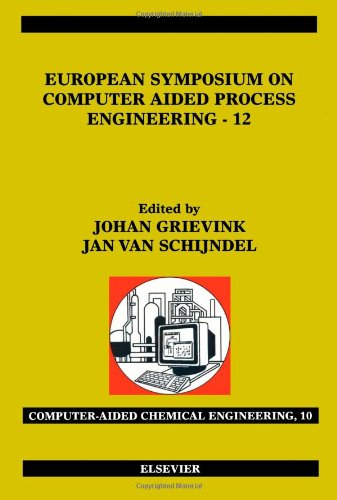 EUROPEAN SYMPOSIUM ON
COMPUTER AIDED PROCESS
ENGINEERING - 12
Edited by
JOHAN GRIEVINK
JAN VAN SCHIJNDEL
COMPUTER-AIDED CHEMICAL ENGINEERING, 10
ELSEVIER